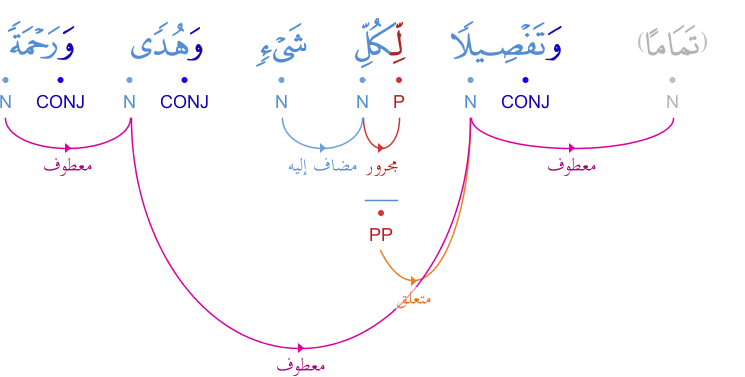 (تَمَامًا) وَتَفْصِيلًا لِّكُلِّ شَىْءٍ وَهُدًى وَرَحْمَةً
N CONJ N P N N CONJ N CONJ N
معطوف مجرور مضاف إليه معطوف
PP
متعلق
معطوف